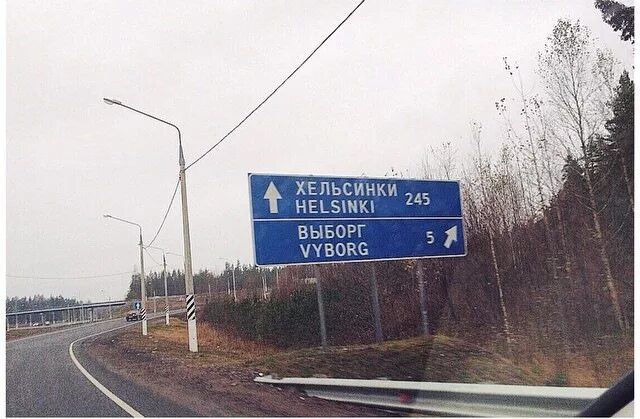 ХЕЛЬСИНКИ 245
HELSINKI
ВЫБОРГ 5
VYBORG